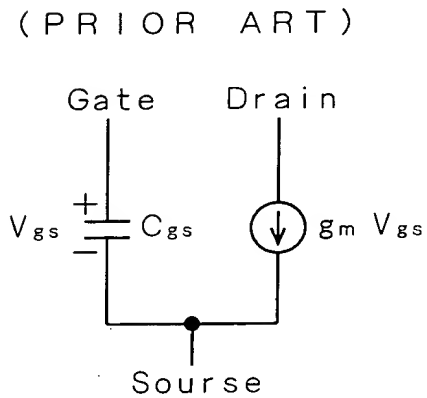 (PRIOR ART)
Gate Drain
+
Vgs Cgs gm Vgs
−
Sourse